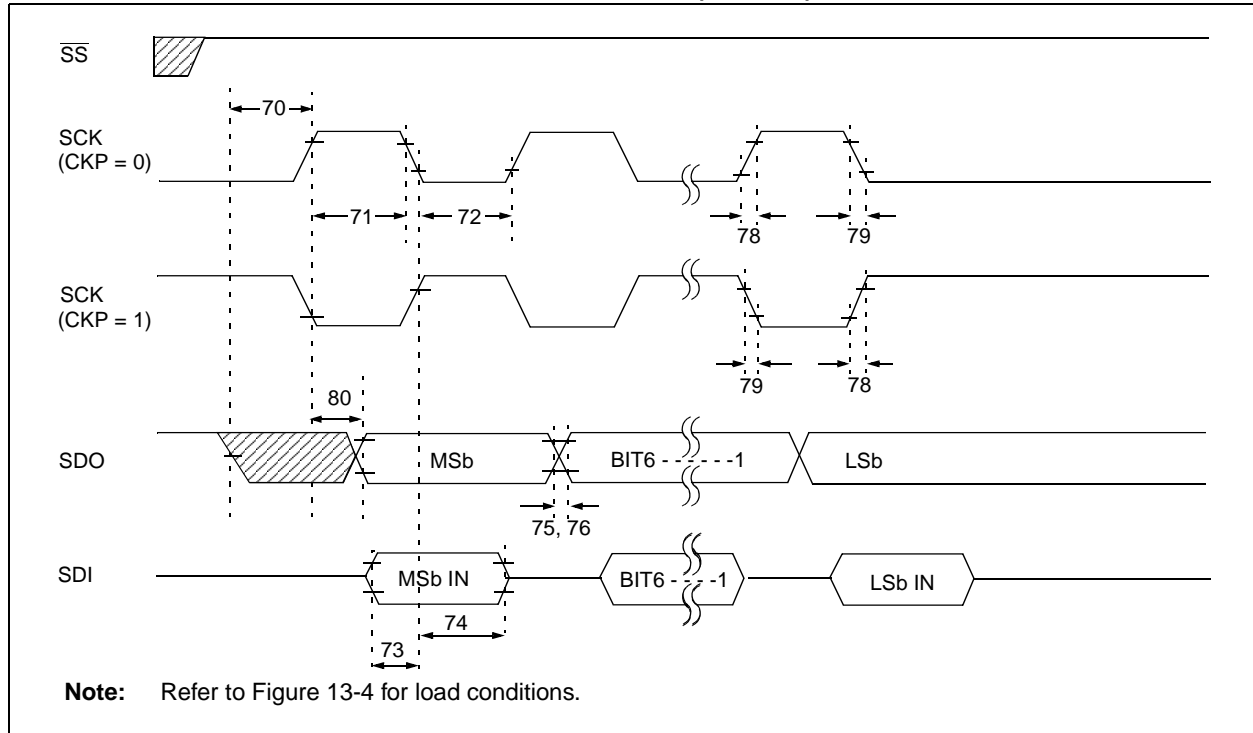 SS
70
SCK
(CKP = 0)
71
72
78
79
SCK
(CKP = 1)
79
78
80
SDO
MSb
BIT6 - - - - - -1
LSb
75, 76
SDI
MSb IN
BIT6 - - - - -1
LSb IN
74
73
Note: Refer to Figure 13-4 for load conditions.